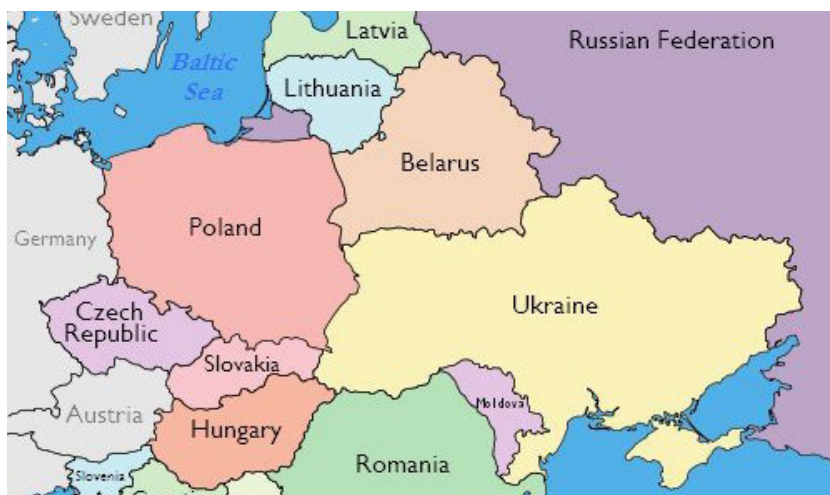 Sweden
Latvia
Russian Federation
Baltic
Sea
Lithuania
Belarus
Poland
Germany
Ukraine
Czech
Republic
Slovakia
Austria
Moldova
Hungary
Romania
Slovenia